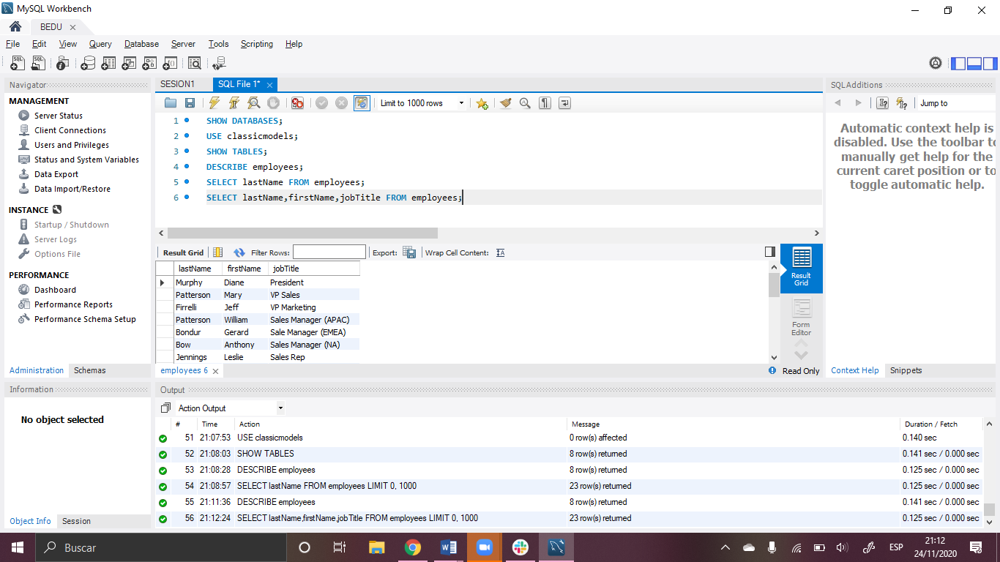 MySQL Workbench
BEDU
File Edit View Query Database Server Tools Scripting Help
Navigator
MANAGEMENT
Server Status
Client Connections
Users and Privileges
Status and System Variables
Data Export
Data Import/Restore
INSTANCE
Startup / Shutdown
Server Logs
Options File
PERFORMANCE
Dashboard
Performance Reports
Performance Schema Setup
Administration Schemas
Information
No object selected
Object Info Session
SESION1 SQL File 1*
Limit to 1000 rows
1 SHOW DATABASES;
2 USE classicmodels;
3 SHOW TABLES;
4 DESCRIBE employees;
5 SELECT lastName FROM employees;
6 SELECT lastName,firstName,jobTitle FROM employees;
Result Grid Filter Rows: Export: Wrap Cell Content:
lastName firstName jobTitle
Murphy Diane President
Patterson Mary VP Sales
Firrelli Jeff VP Marketing
Patterson William Sales Manager (APAC)
Bondur Gerard Sale Manager (EMEA)
Bow Anthony Sales Manager (NA)
Jennings Leslie Sales Rep
Result
Grid
Form
Editor
employees 6 Read Only
SQLAdditions
Jump to
Automatic context help is
disabled. Use the toolbar to
manually get help for the
current caret position or to
toggle automatic help.
Context Help Snippets
Output
Action Output
# Time Action Message Duration / Fetch
51 21:07:53 USE classicmodels 0 row(s) affected 0.140 sec
52 21:08:03 SHOW TABLES 8 row(s) returned 0.141 sec / 0.000 sec
53 21:08:28 DESCRIBE employees 8 row(s) returned 0.125 sec / 0.000 sec
54 21:08:57 SELECT lastName FROM employees LIMIT 0, 1000 23 row(s) returned 0.125 sec / 0.000 sec
55 21:11:36 DESCRIBE employees 8 row(s) returned 0.141 sec / 0.000 sec
56 21:12:24 SELECT lastName,firstName,jobTitle FROM employees LIMIT 0, 1000 23 row(s) returned 0.125 sec / 0.000 sec
Buscar
ESP
21:12
24/11/2020